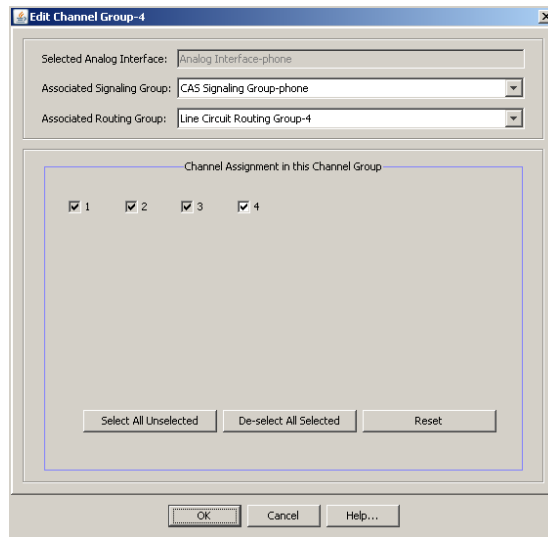 Edit Channel Group-4
Selected Analog Interface: Analog Interface-phone
Associated Signaling Group: CAS Signaling Group-phone
Associated Routing Group: Line Circuit Routing Group-4
Channel Assignment in this Channel Group
1 2 3 4
Select All Unselected De-select All Selected Reset
OK Cancel Help...